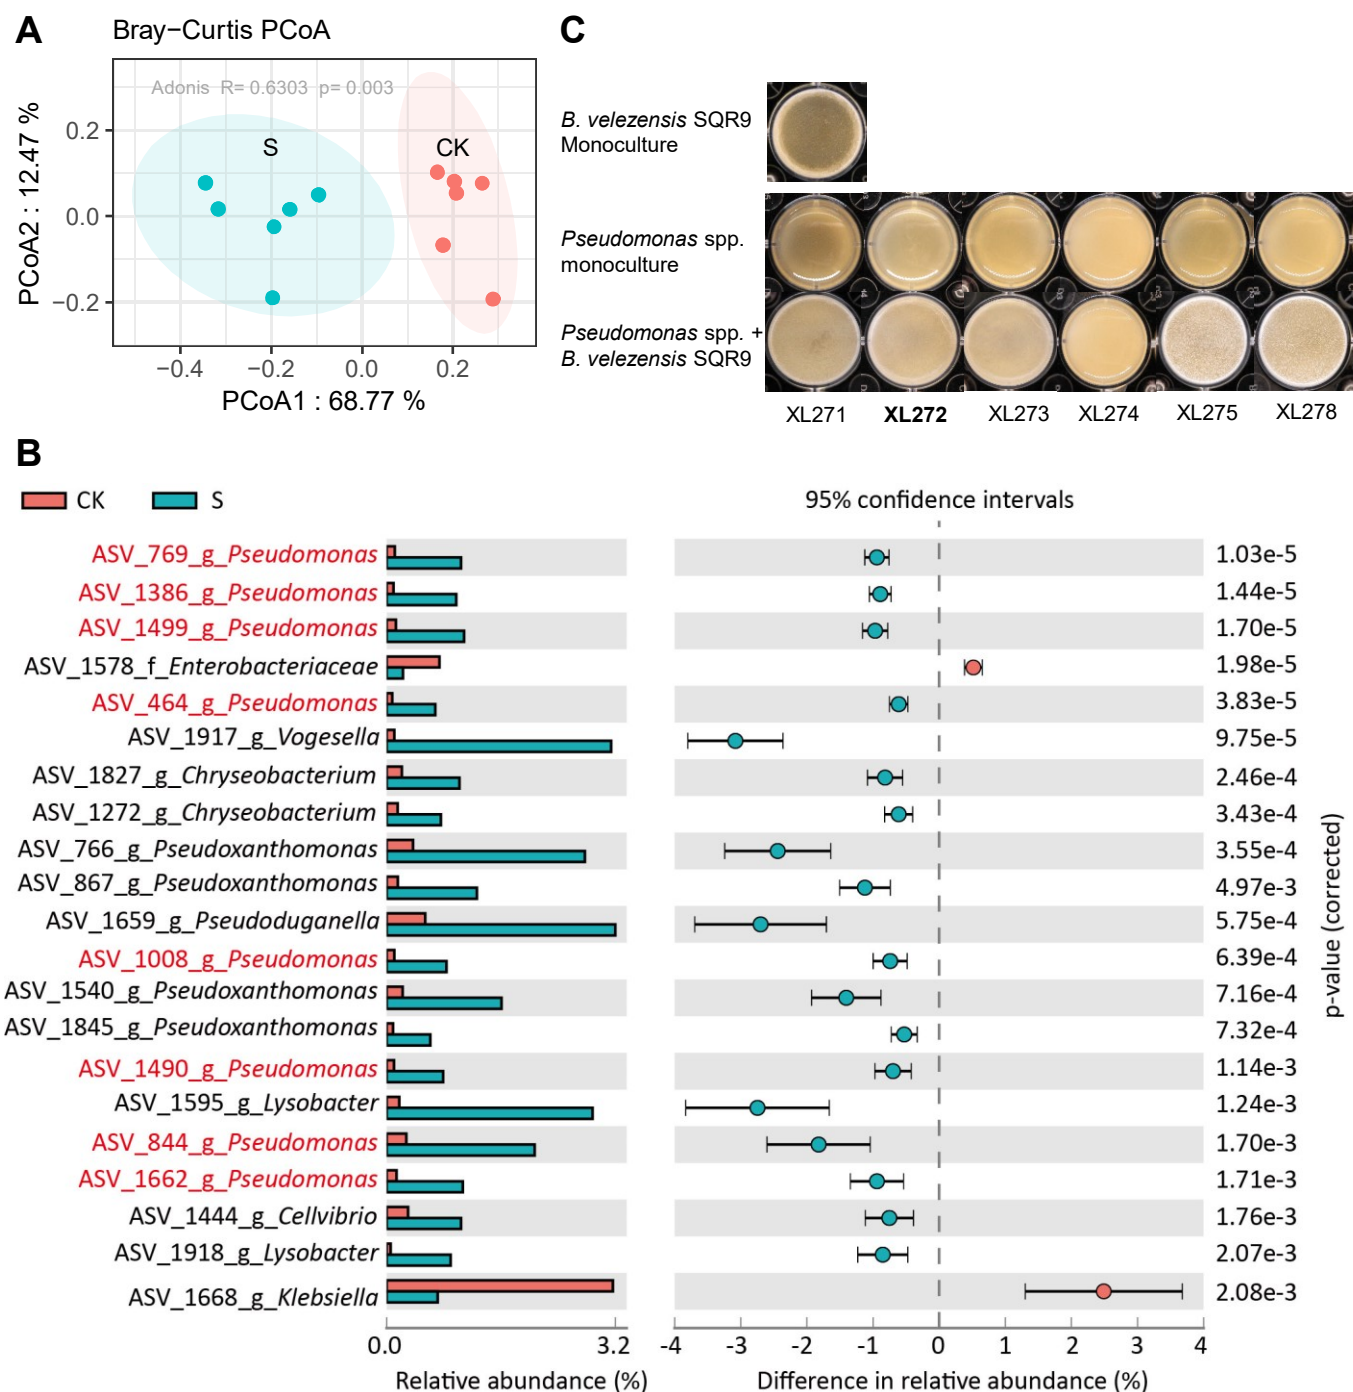 A
Bray−Curtis PCoA
Adonis R= 0.6303 p= 0.003
S
CK
0.2
0.0
−0.2
PCoA2 : 12.47 %
−0.4
−0.2
0.0
0.2
PCoA1 : 68.77 %
C
B. velezensis SQR9
Monoculture
Pseudomonas spp.
monoculture
Pseudomonas spp. +
B. velezensis SQR9
XL271
XL272
XL273
XL274
XL275
XL278
B
CK
S
95% confidence intervals
ASV_769_g_Pseudomonas
1.03e-5
ASV_1386_g_Pseudomonas
1.44e-5
ASV_1499_g_Pseudomonas
1.70e-5
ASV_1578_f_Enterobacteriaceae
1.98e-5
ASV_464_g_Pseudomonas
3.83e-5
ASV_1917_g_Vogesella
9.75e-5
ASV_1827_g_Chryseobacterium
2.46e-4
ASV_1272_g_Chryseobacterium
3.43e-4
ASV_766_g_Pseudoxanthomonas
3.55e-4
ASV_867_g_Pseudoxanthomonas
4.97e-3
ASV_1659_g_Pseudoduganella
5.75e-4
ASV_1008_g_Pseudomonas
6.39e-4
ASV_1540_g_Pseudoxanthomonas
7.16e-4
ASV_1845_g_Pseudoxanthomonas
7.32e-4
ASV_1490_g_Pseudomonas
1.14e-3
ASV_1595_g_Lysobacter
1.24e-3
ASV_844_g_Pseudomonas
1.70e-3
ASV_1662_g_Pseudomonas
1.71e-3
ASV_1444_g_Cellvibrio
1.76e-3
ASV_1918_g_Lysobacter
2.07e-3
ASV_1668_g_Klebsiella
2.08e-3
p-value (corrected)
0.0
3.2
Relative abundance (%)
-4
-3
-2
-1
0
1
2
3
4
Difference in relative abundance (%)